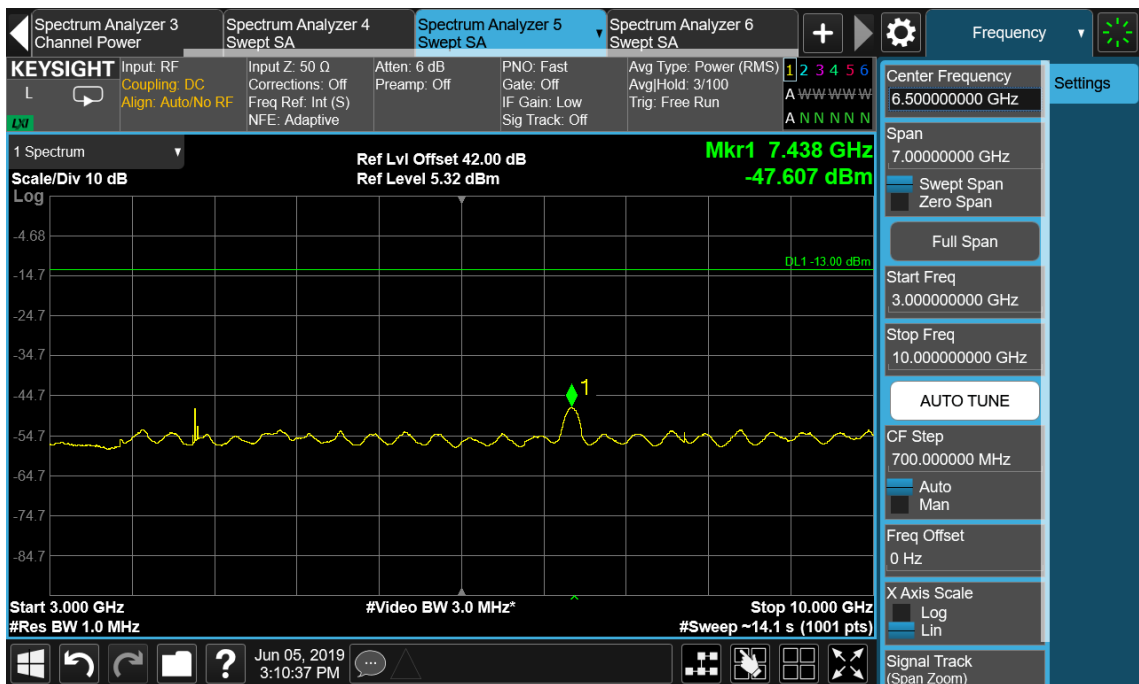 Spectrum Analyzer 3
Channel Power
Spectrum Analyzer 4
Swept SA
Spectrum Analyzer 5
Swept SA
Spectrum Analyzer 6
Swept SA
+
Frequency
KEYSIGHT
L
LXI
Input: RF
Coupling: DC
Align: Auto/No RF
Input Z: 50 Ω
Corrections: Off
Freq Ref: Int (S)
NFE: Adaptive
Atten: 6 dB
Preamp: Off
PNO: Fast
Gate: Off
IF Gain: Low
Sig Track: Off
Avg Type: Power (RMS)
Avg|Hold: 3/100
Trig: Free Run
1 2 3 4 5 6
A W W W W W
A N N N N N
Settings
1 Spectrum
Scale/Div 10 dB
Ref Lvl Offset 42.00 dB
Ref Level 5.32 dBm
Mkr1 7.438 GHz
-47.607 dBm
Log
-4.68
DL1 -13.00 dBm
-14.7
-24.7
-34.7
-44.7
1
-54.7
-64.7
-74.7
-84.7
Start 3.000 GHz
#Res BW 1.0 MHz
#Video BW 3.0 MHz*
Stop 10.000 GHz
#Sweep ~14.1 s (1001 pts)
Center Frequency
6.500000000 GHz
Span
7.00000000 GHz
Swept Span
Zero Span
Full Span
Start Freq
3.000000000 GHz
Stop Freq
10.000000000 GHz
AUTO TUNE
CF Step
700.000000 MHz
Auto
Man
Freq Offset
0 Hz
X Axis Scale
Log
Lin
Signal Track
(Span Zoom)
?
Jun 05, 2019
3:10:37 PM